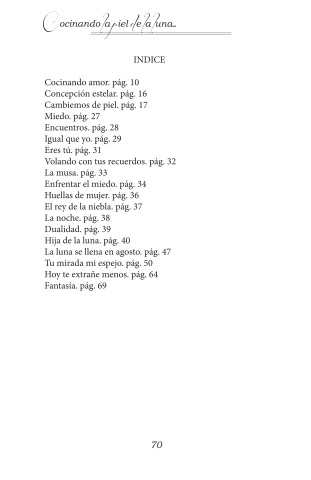 Cocinando la piel de la luna...
INDICE
Cocinando amor. pág. 10
Concepción estelar. pág. 16
Cambiemos de piel. pág. 17
Miedo. pág. 27
Encuentros. pág. 28
Igual que yo. pág. 29
Eres tú. pág. 31
Volando con tus recuerdos. pág. 32
La musa. pág. 33
Enfrentar el miedo. pág. 34
Huellas de mujer. pág. 36
El rey de la niebla. pág. 37
La noche. pág. 38
Dualidad. pág. 39
Hija de la luna. pág. 40
La luna se llena en agosto. pág. 47
Tu mirada mi espejo. pág. 50
Hoy te extrañe menos. pág. 64
Fantasía. pág. 69
70